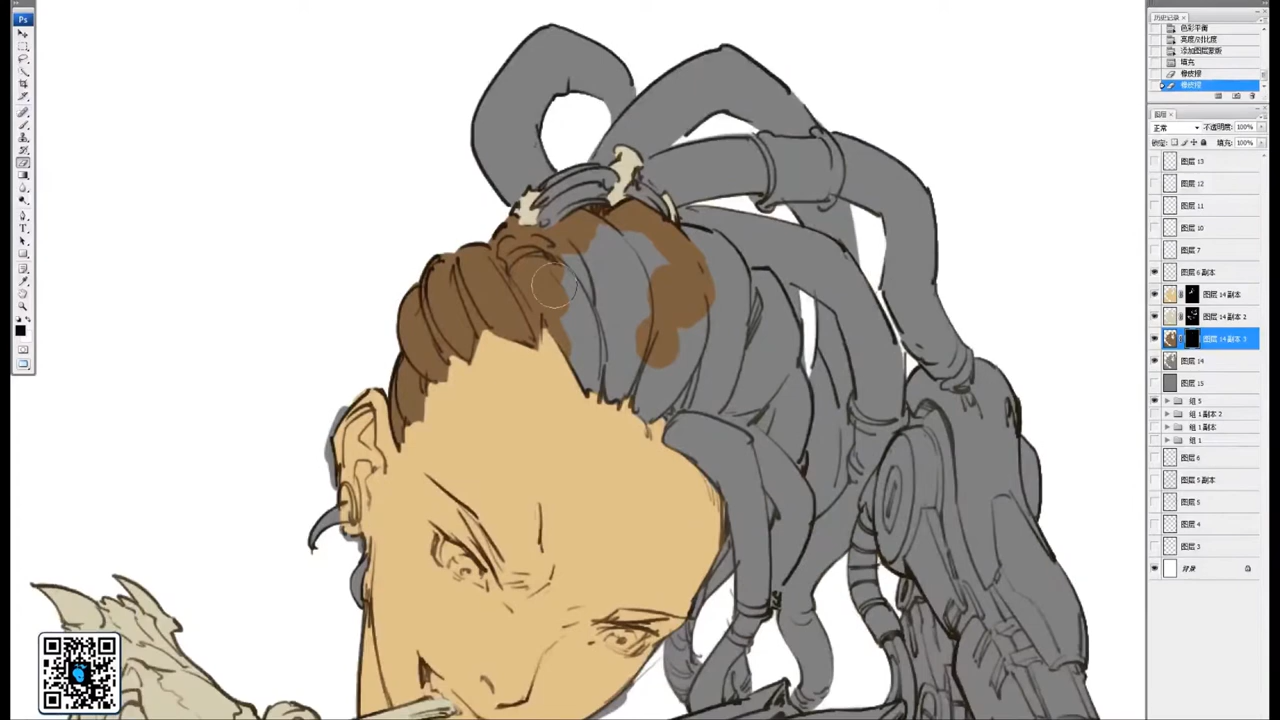 Ps
历史记录
色彩平衡
亮度/对比度
添加图层蒙版
填充
橡皮擦
橡皮擦
图层
正常
不透明度: 100%
锁定:
填充: 100%
图层 13
图层 12
图层 11
图层 10
图层 7
图层 6 副本
图层 14 副本
图层 14 副本 2
图层 14 副本 3
图层 14
图层 15
组 5
组 1 副本 2
组 1 副本
组 1
图层 6
图层 5 副本
图层 5
图层 4
图层 3
背景
T